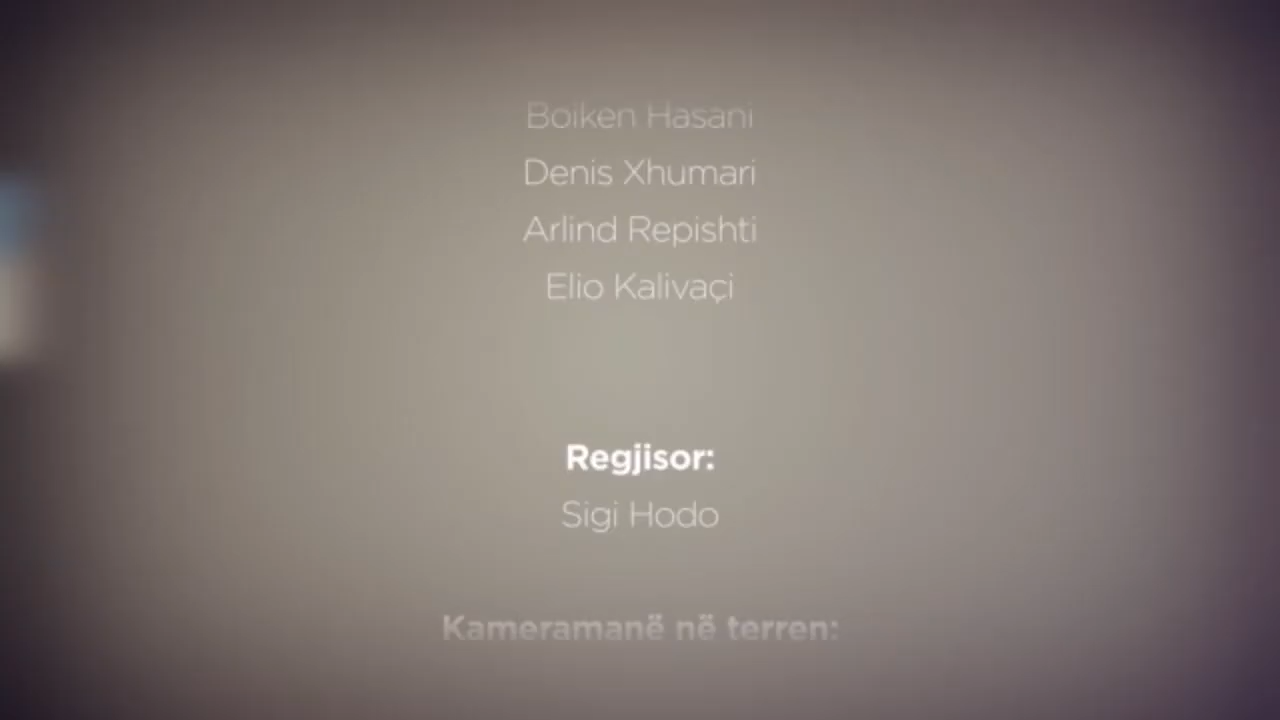 Boiken Hasani
Denis Xhumari
Arlind Repishti
Elio Kalivaçi
Regjisor:
Sigi Hodo
Kameramanë në terren: